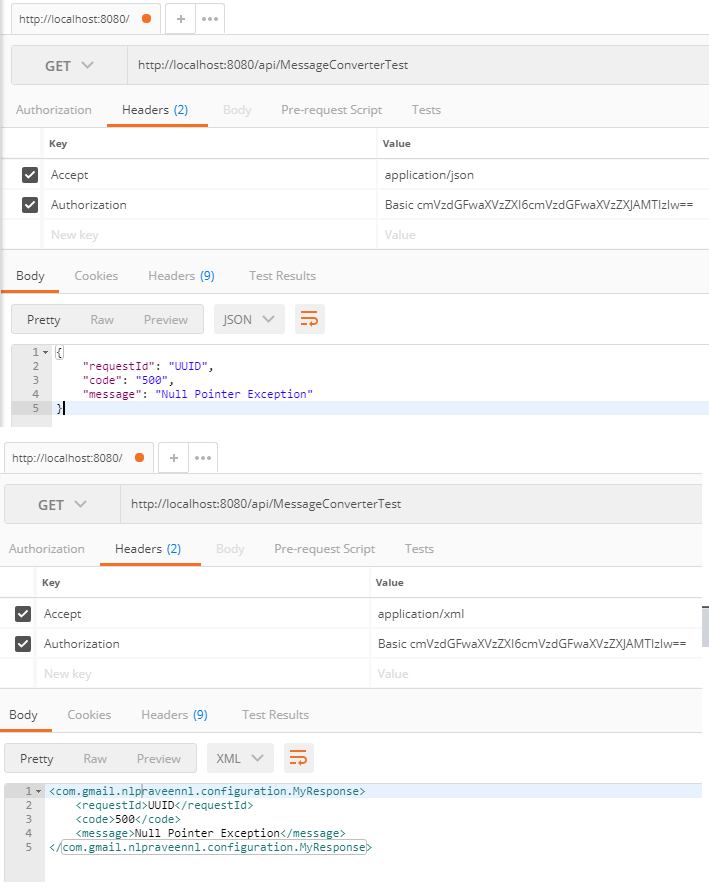 http://localhost:8080/
GET http://localhost:8080/api/MessageConverterTest
Authorization Headers (2) Body Pre-request Script Tests
Key Value
Accept application/json
Authorization Basic cmVzdGFwaXVzZXI6cmVzdGFwaXVzZXJAMTIzIw==
New key Value
Body Cookies Headers (9) Test Results
Pretty Raw Preview JSON
1 {
2 "requestId": "UUID",
3 "code": "500",
4 "message": "Null Pointer Exception"
5 }
http://localhost:8080/
GET http://localhost:8080/api/MessageConverterTest
Authorization Headers (2) Body Pre-request Script Tests
Key Value
Accept application/xml
Authorization Basic cmVzdGFwaXVzZXI6cmVzdGFwaXVzZXJAMTIzIw==
New key Value
Body Cookies Headers (9) Test Results
Pretty Raw Preview XML
1 <com.gmail.nlpraveennl.configuration.MyResponse>
2 <requestId>UUID</requestId>
3 <code>500</code>
4 <message>Null Pointer Exception</message>
5 </com.gmail.nlpraveennl.configuration.MyResponse>